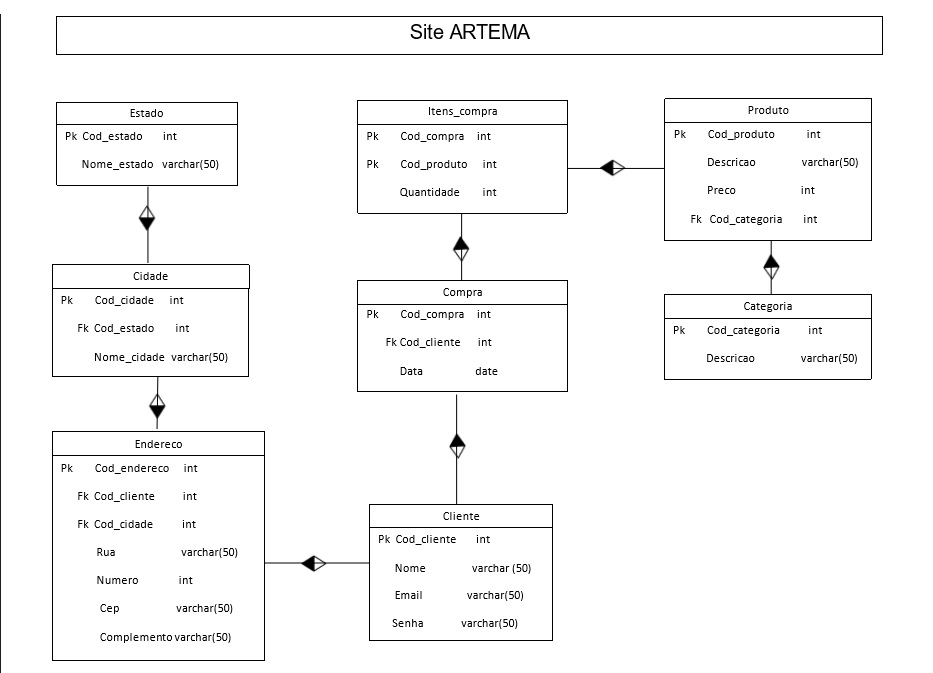 Site ARTEMA
Estado
Pk Cod_estado int
Nome_estado varchar(50)
Cidade
Pk Cod_cidade int
Fk Cod_estado int
Nome_cidade varchar(50)
Endereco
Pk Cod_endereco int
Fk Cod_cliente int
Fk Cod_cidade int
Rua varchar(50)
Numero int
Cep varchar(50)
Complemento varchar(50)
Itens_compra
Pk Cod_compra int
Pk Cod_produto int
Quantidade int
Compra
Pk Cod_compra int
Fk Cod_cliente int
Data date
Cliente
Pk Cod_cliente int
Nome varchar (50)
Email varchar(50)
Senha varchar(50)
Produto
Pk Cod_produto int
Descricao varchar(50)
Preco int
Fk Cod_categoria int
Categoria
Pk Cod_categoria int
Descricao varchar(50)